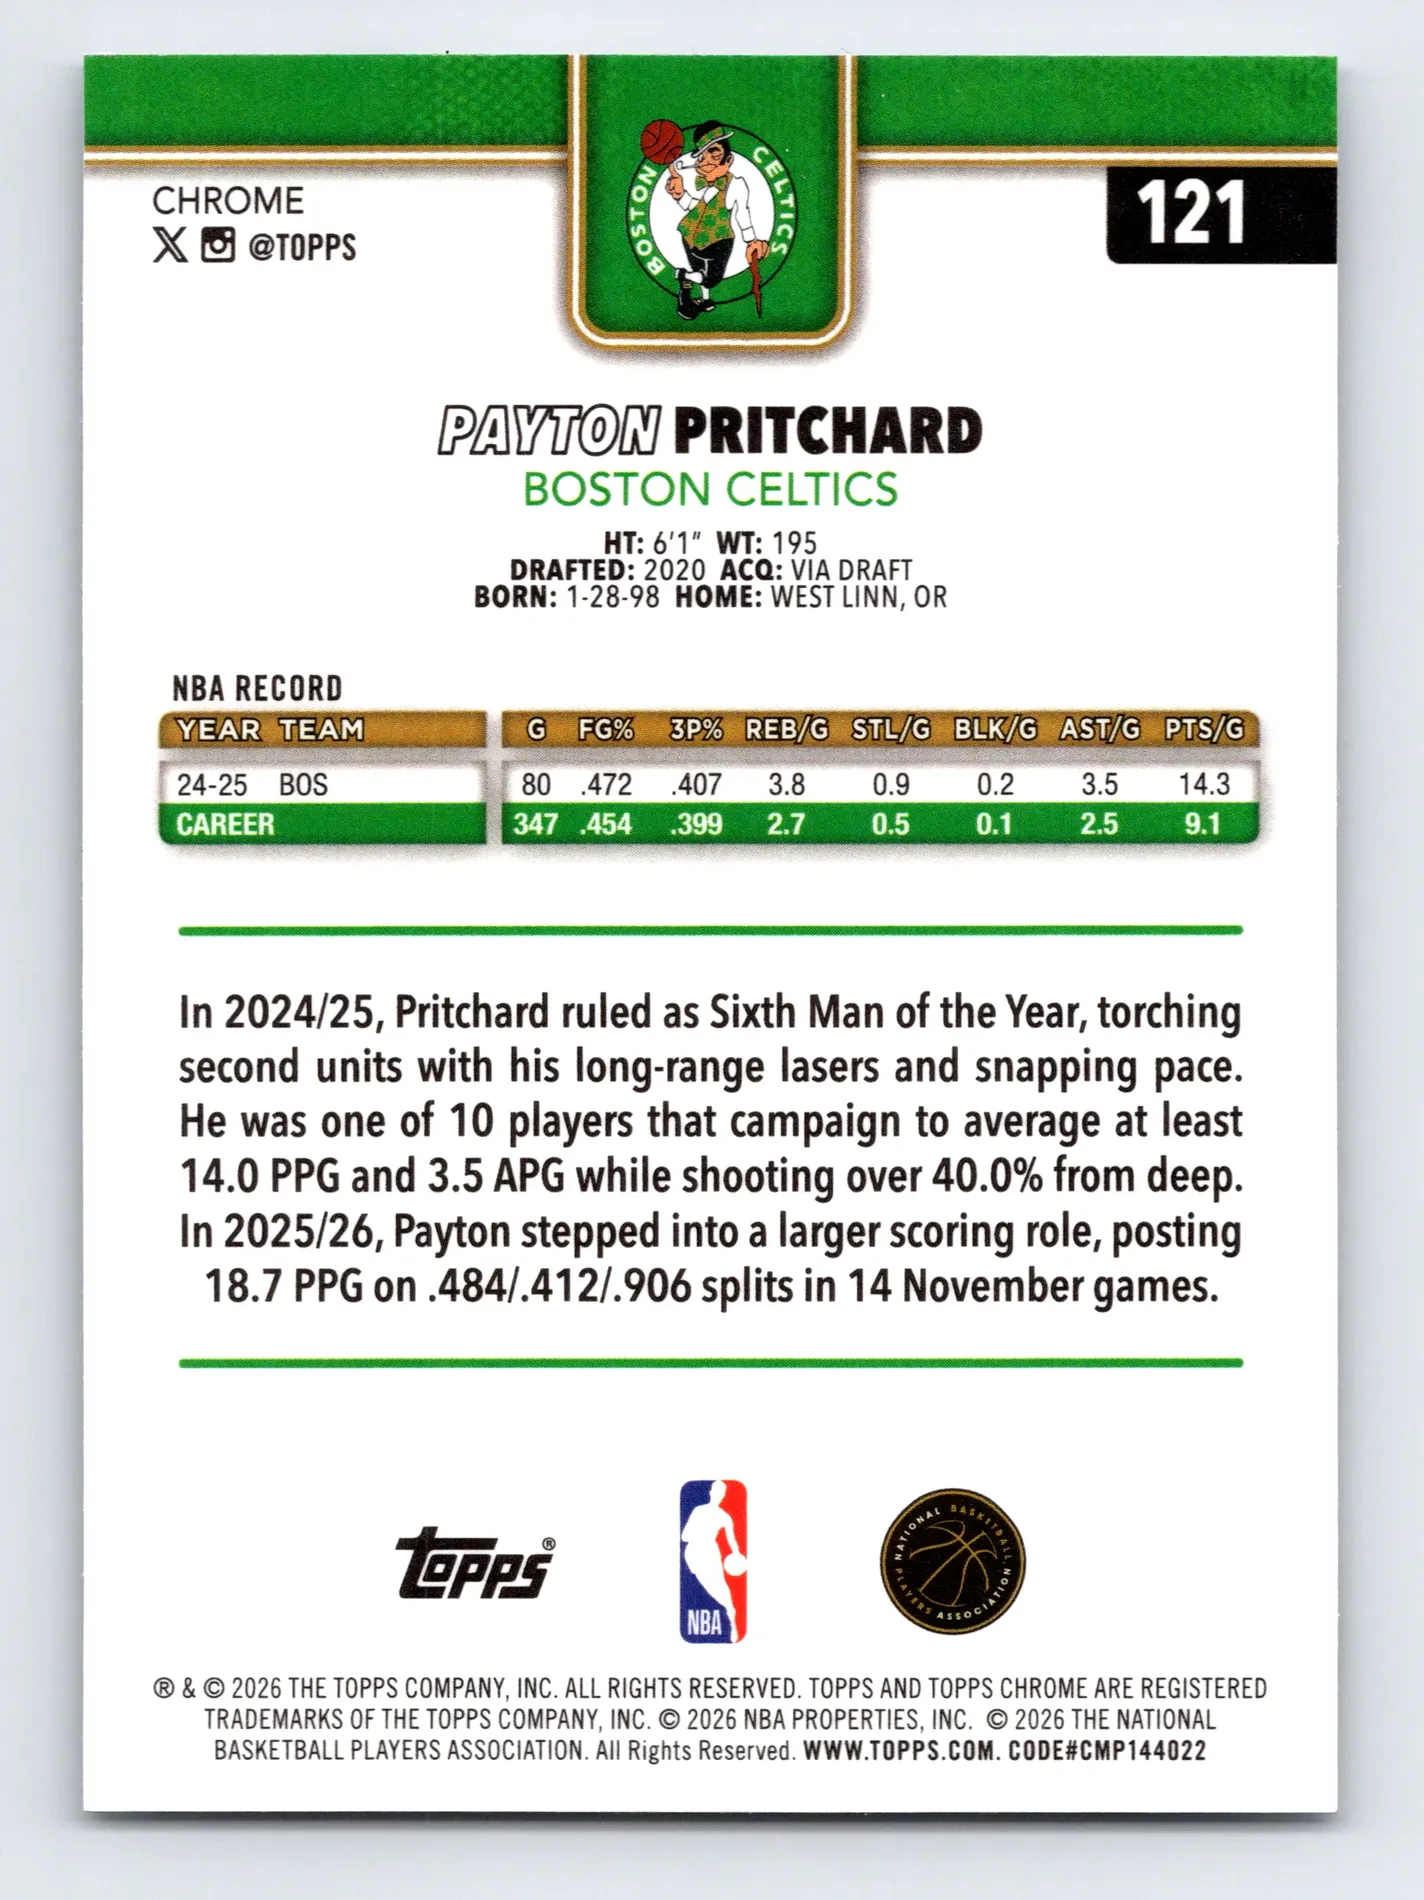 BOSTON CELTICS
CHROME
X @TOPPS
121
PAYTON PRITCHARD
BOSTON CELTICS
HT: 6'1" WT: 195
DRAFTED: 2020 ACQ: VIA DRAFT
BORN: 1-28-98 HOME: WEST LINN, OR
NBA RECORD
YEAR TEAM G FG% 3P% REB/G STL/G BLK/G AST/G PTS/G
24-25 BOS 80 .472 .407 3.8 0.9 0.2 3.5 14.3
CAREER 347 .454 .399 2.7 0.5 0.1 2.5 9.1
In 2024/25, Pritchard ruled as Sixth Man of the Year, torching
second units with his long-range lasers and snapping pace.
He was one of 10 players that campaign to average at least
14.0 PPG and 3.5 APG while shooting over 40.0% from deep.
In 2025/26, Payton stepped into a larger scoring role, posting
18.7 PPG on .484/.412/.906 splits in 14 November games.
TOPPS®
NBA
NATIONAL BASKETBALL PLAYERS ASSOCIATION
® & © 2026 THE TOPPS COMPANY, INC. ALL RIGHTS RESERVED. TOPPS AND TOPPS CHROME ARE REGISTERED
TRADEMARKS OF THE TOPPS COMPANY, INC. © 2026 NBA PROPERTIES, INC. © 2026 THE NATIONAL
BASKETBALL PLAYERS ASSOCIATION. All Rights Reserved. WWW.TOPPS.COM. CODE#CMP144022